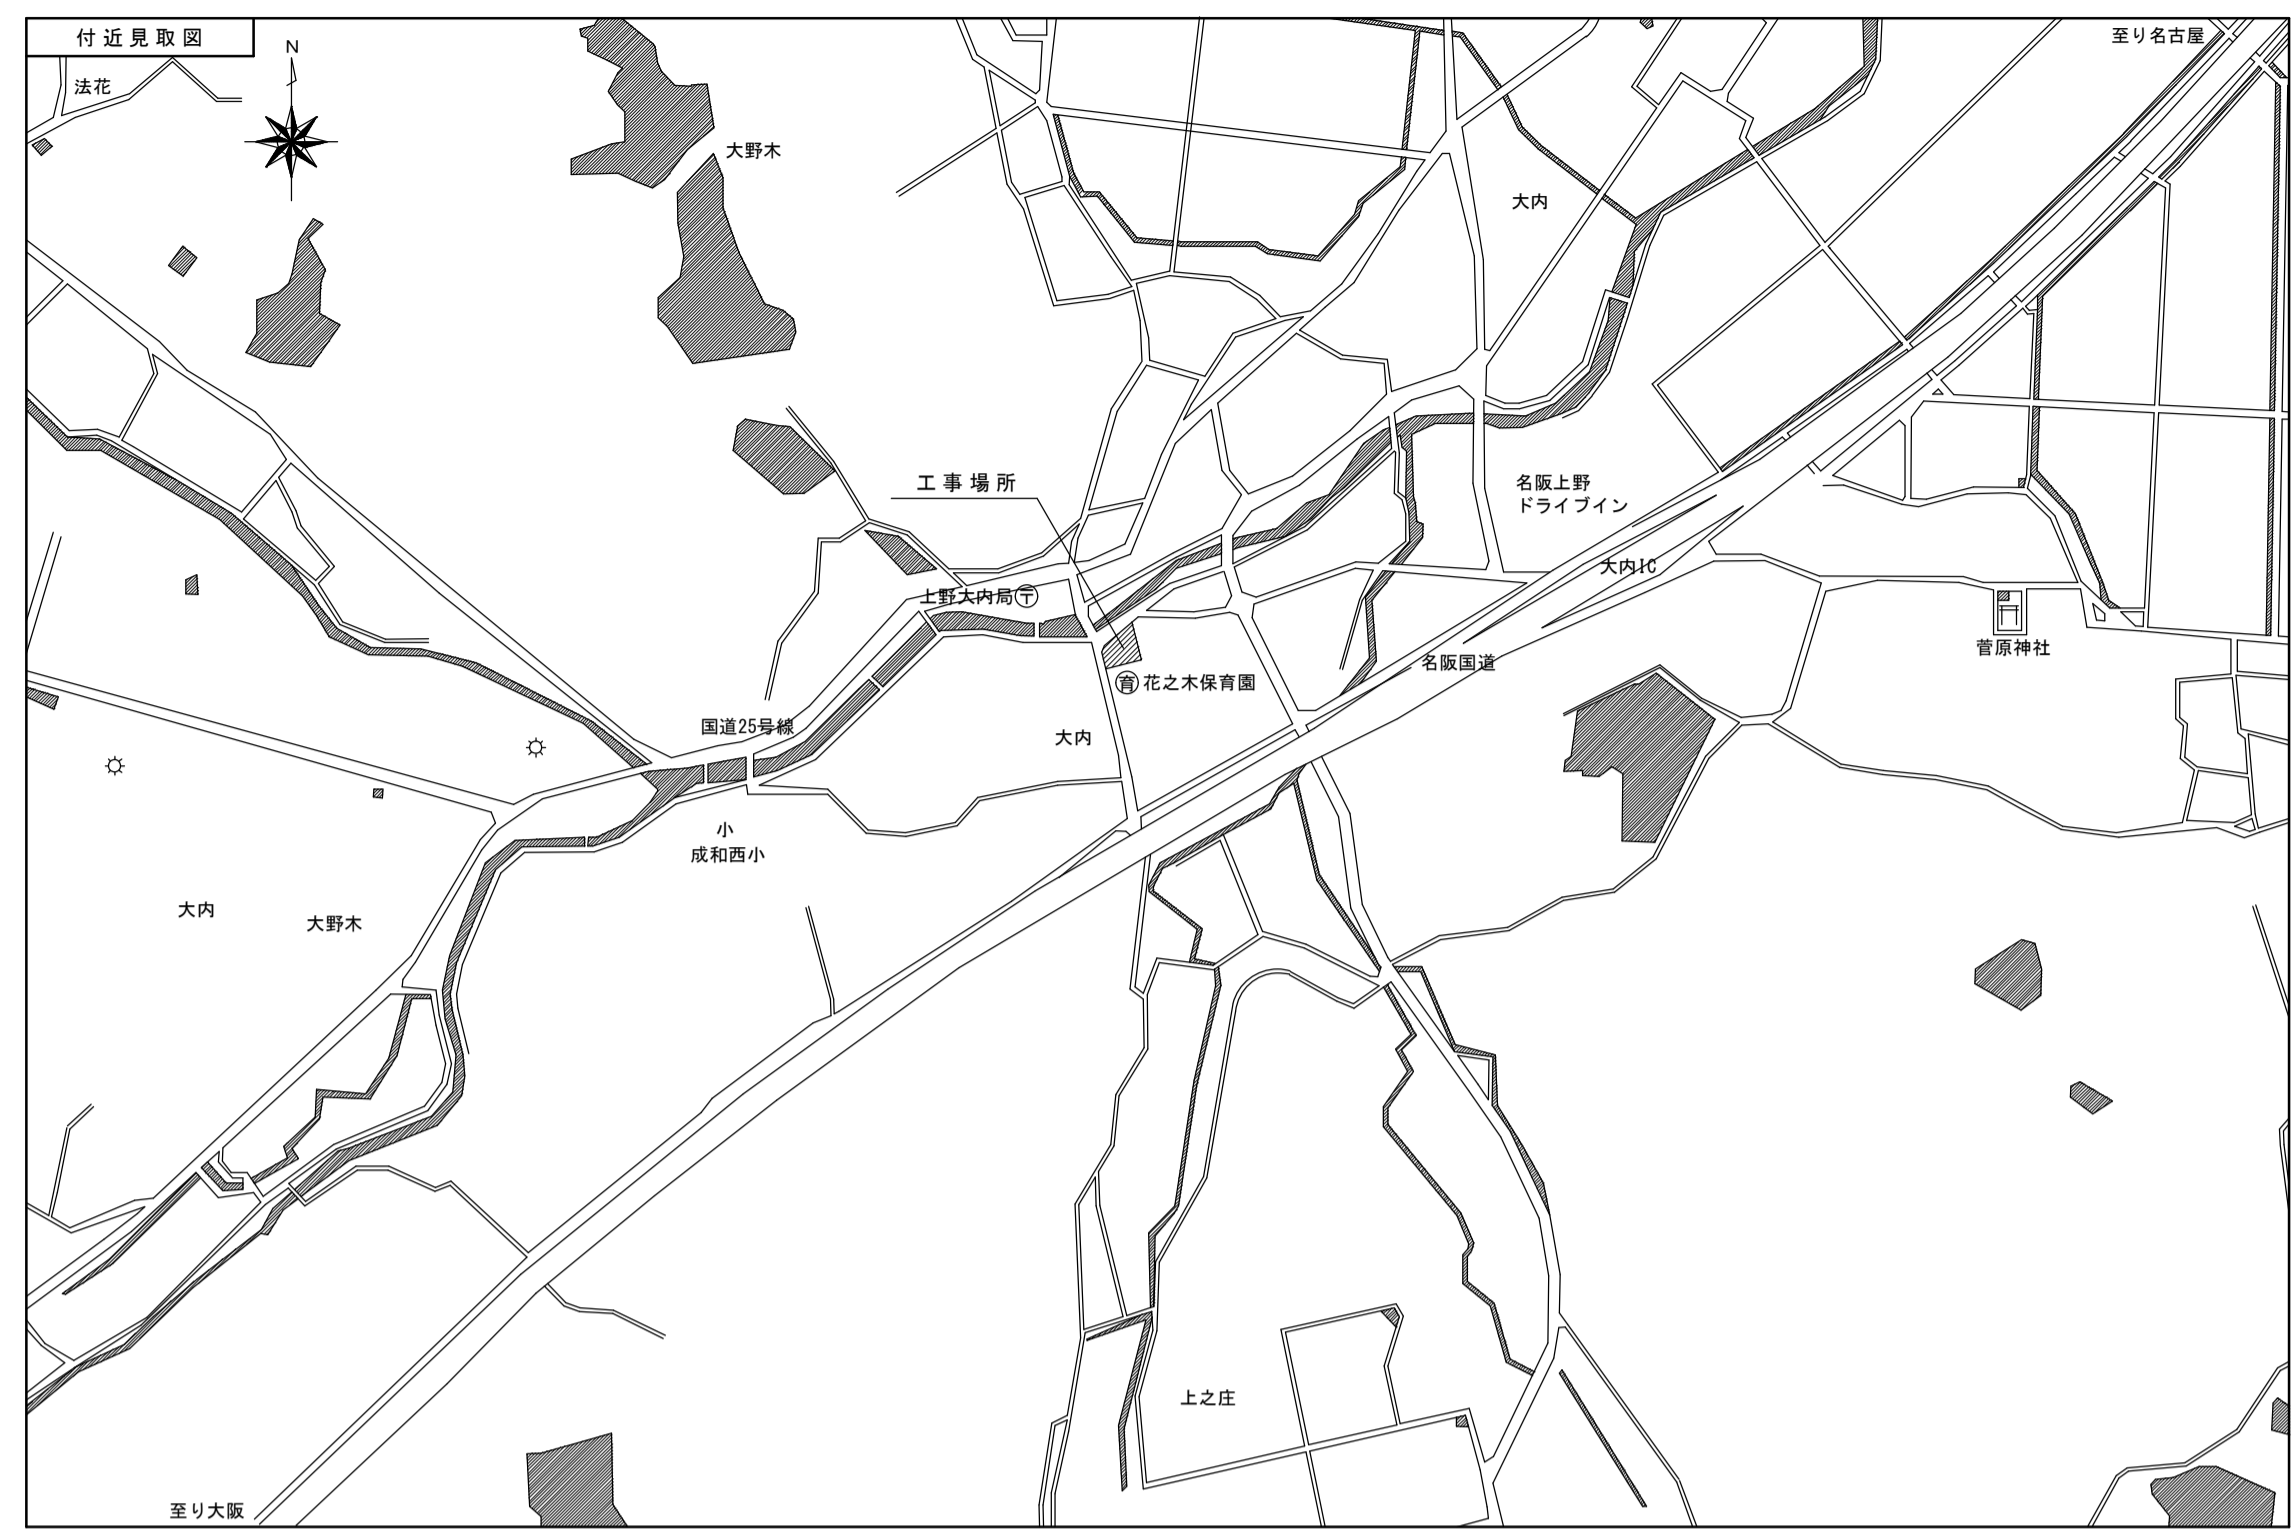 付近見取図
N
至り名古屋
法花
大野木
大内
工事場所
名阪上野
ドライブイン
大内IC
上野大内局〒
菅原神社
名阪国道
育 花之木保育園
国道25号線
大内
小
成和西小
大内
大野木
上之庄
至り大阪